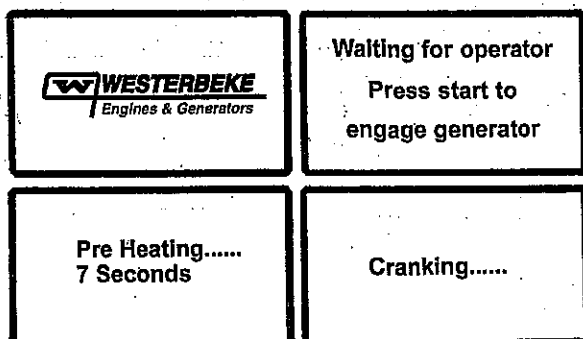 W WESTERBEKE
Engines & Generators
Waiting for operator
Press start to
engage generator
Pre Heating......
7 Seconds
Cranking......